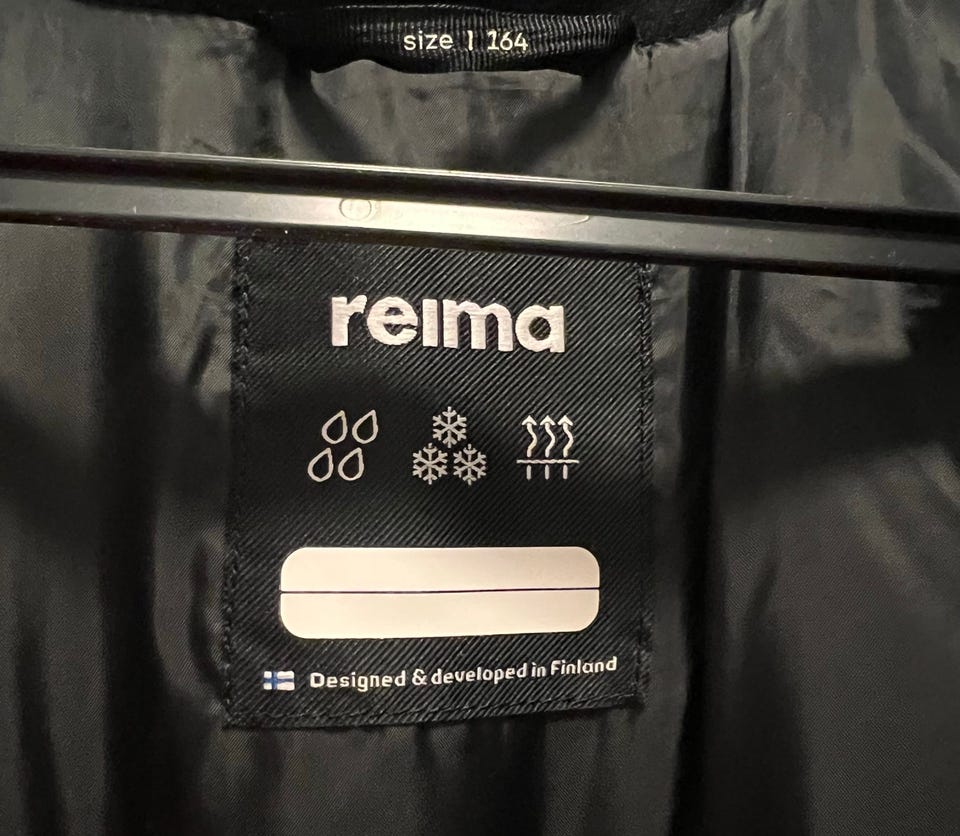 size | 164
reima
Designed & developed in Finland